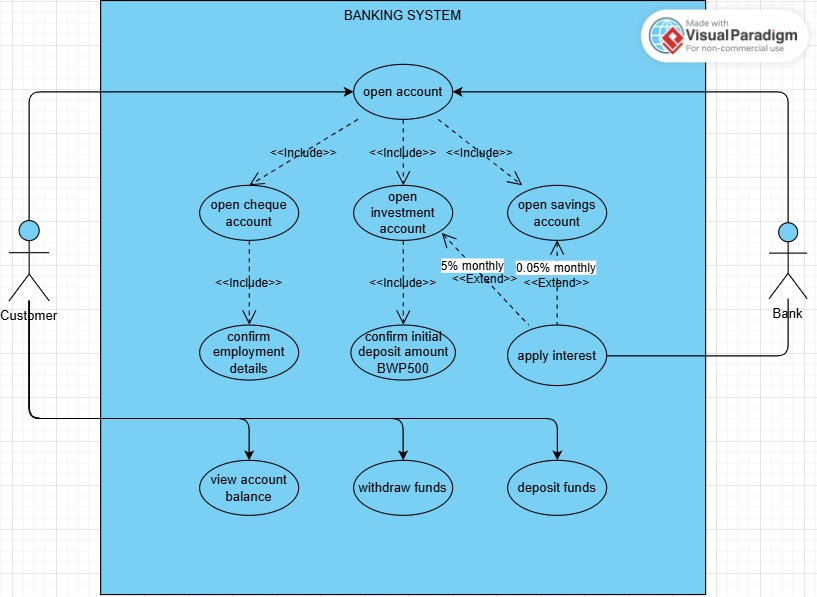 BANKING SYSTEM
Made with
Visual Paradigm
For non-commercial use
open account
<<Include>>
<<Include>>
<<Include>>
open cheque
account
open
investment
account
open savings
account
5% monthly
0.05% monthly
<<Include>>
<<Include>>
<<Extend>>
<<Extend>>
Customer
Bank
confirm
employment
details
confirm initial
deposit amount
BWP500
apply interest
view account
balance
withdraw funds
deposit funds